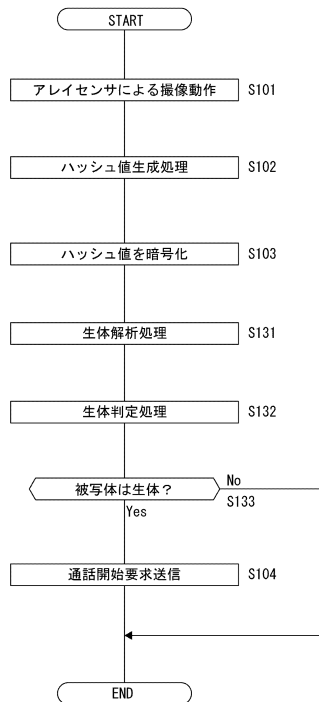 START
アレイセンサによる撮像動作 S101
ハッシュ値生成処理 S102
ハッシュ値を暗号化 S103
生体解析処理 S131
生体判定処理 S132
被写体は生体？ No
S133
Yes
通話開始要求送信 S104
END